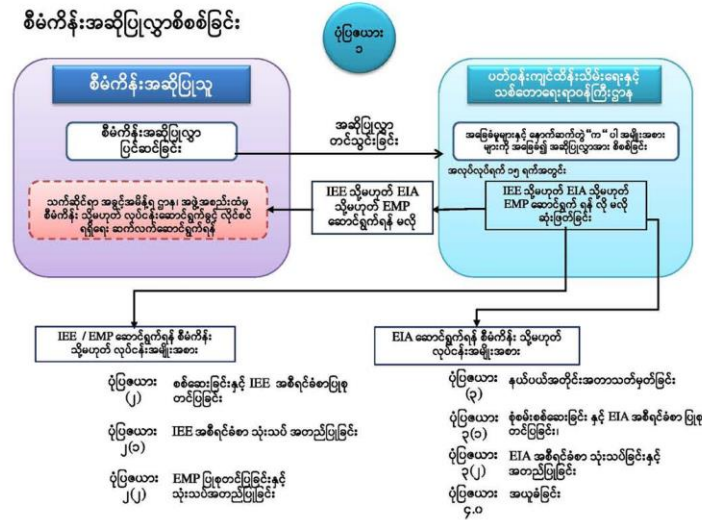 စီမံကိန်းအဆိုပြုလွှာစိစစ်ခြင်း
ပုံပြဇယား
၁
စီမံကိန်းအဆိုပြုသူ
ပတ်ဝန်းကျင်ထိန်းသိမ်းရေးနှင့်
သစ်တောရေးရာဝန်ကြီးဌာန
စီမံကိန်းအဆိုပြုလွှာ
ပြင်ဆင်ခြင်း
အဆိုပြုလွှာ
တင်သွင်းခြင်း
အခြေခံမူများနှင့် နောက်ဆက်တွဲ "က" ပါ အမျိုးအစား
များကို အခြေခံ၍ အဆိုပြုလွှာအား စိစစ်ခြင်း
အလုပ်လုပ်ရက် ၁၅ ရက်အတွင်း
သက်ဆိုင်ရာ အခွင့်အမိန့်ရ ဌာန၊ အဖွဲ့အစည်းထံမှ
စီမံကိန်း သို့မဟုတ် လုပ်ငန်းဆောင်ရွက်ခွင့် လိုင်စင်
ရရှိရေး ဆက်လက်ဆောင်ရွက်ရန်
IEE သို့မဟုတ် EIA
သို့မဟုတ် EMP
ဆောင်ရွက်ရန် မလို
IEE သို့မဟုတ် EIA သို့မဟုတ်
EMP ဆောင်ရွက် ရန် လို မလို
ဆုံးဖြတ်ခြင်း
IEE / EMP ဆောင်ရွက်ရန် စီမံကိန်း
သို့မဟုတ် လုပ်ငန်းအမျိုးအစား
EIA ဆောင်ရွက်ရန် စီမံကိန်း သို့မဟုတ်
လုပ်ငန်းအမျိုးအစား
ပုံပြဇယား စစ်ဆေးခြင်းနှင့် IEE အစီရင်ခံစာပြုစု
(၂) တင်ပြခြင်း
ပုံပြဇယား IEE အစီရင်ခံစာ သုံးသပ် အတည်ပြုခြင်း
၂(၁)
ပုံပြဇယား EMP ပြုစုတင်ပြခြင်းနှင့်
၂(၂) သုံးသပ်အတည်ပြုခြင်း
ပုံပြဇယား နယ်ပယ်အတိုင်းအတာသတ်မှတ်ခြင်း
(၃)
ပုံပြဇယား စုံစမ်းစစ်ဆေးခြင်း နှင့် EIA အစီရင်ခံစာ ပြုစု
၃(၁) တင်ပြခြင်း၊
ပုံပြဇယား EIA အစီရင်ခံစာ သုံးသပ်ခြင်းနှင့်
၃(၂) အတည်ပြုခြင်း
ပုံပြဇယား အယူခံခြင်း
၄.၀